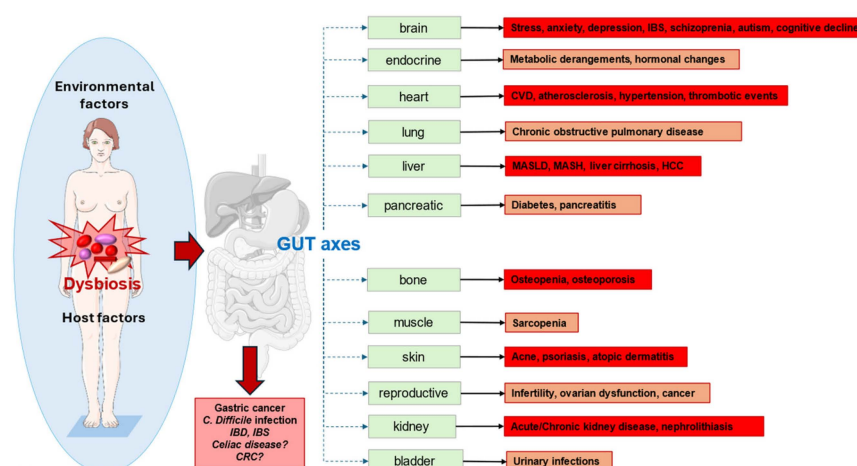 Environmental
factors
Dysbiosis
Host factors
GUT axes
Gastric cancer
C. Difficile infection
IBD, IBS
Celiac disease?
CRC?
brain
Stress, anxiety, depression, IBS, schizoprenia, autism, cognitive decline
endocrine
Metabolic derangements, hormonal changes
heart
CVD, atherosclerosis, hypertension, thrombotic events
lung
Chronic obstructive pulmonary disease
liver
MASLD, MASH, liver cirrhosis, HCC
pancreatic
Diabetes, pancreatitis
bone
Osteopenia, osteoporosis
muscle
Sarcopenia
skin
Acne, psoriasis, atopic dermatitis
reproductive
Infertility, ovarian dysfunction, cancer
kidney
Acute/Chronic kidney disease, nephrolithiasis
bladder
Urinary infections